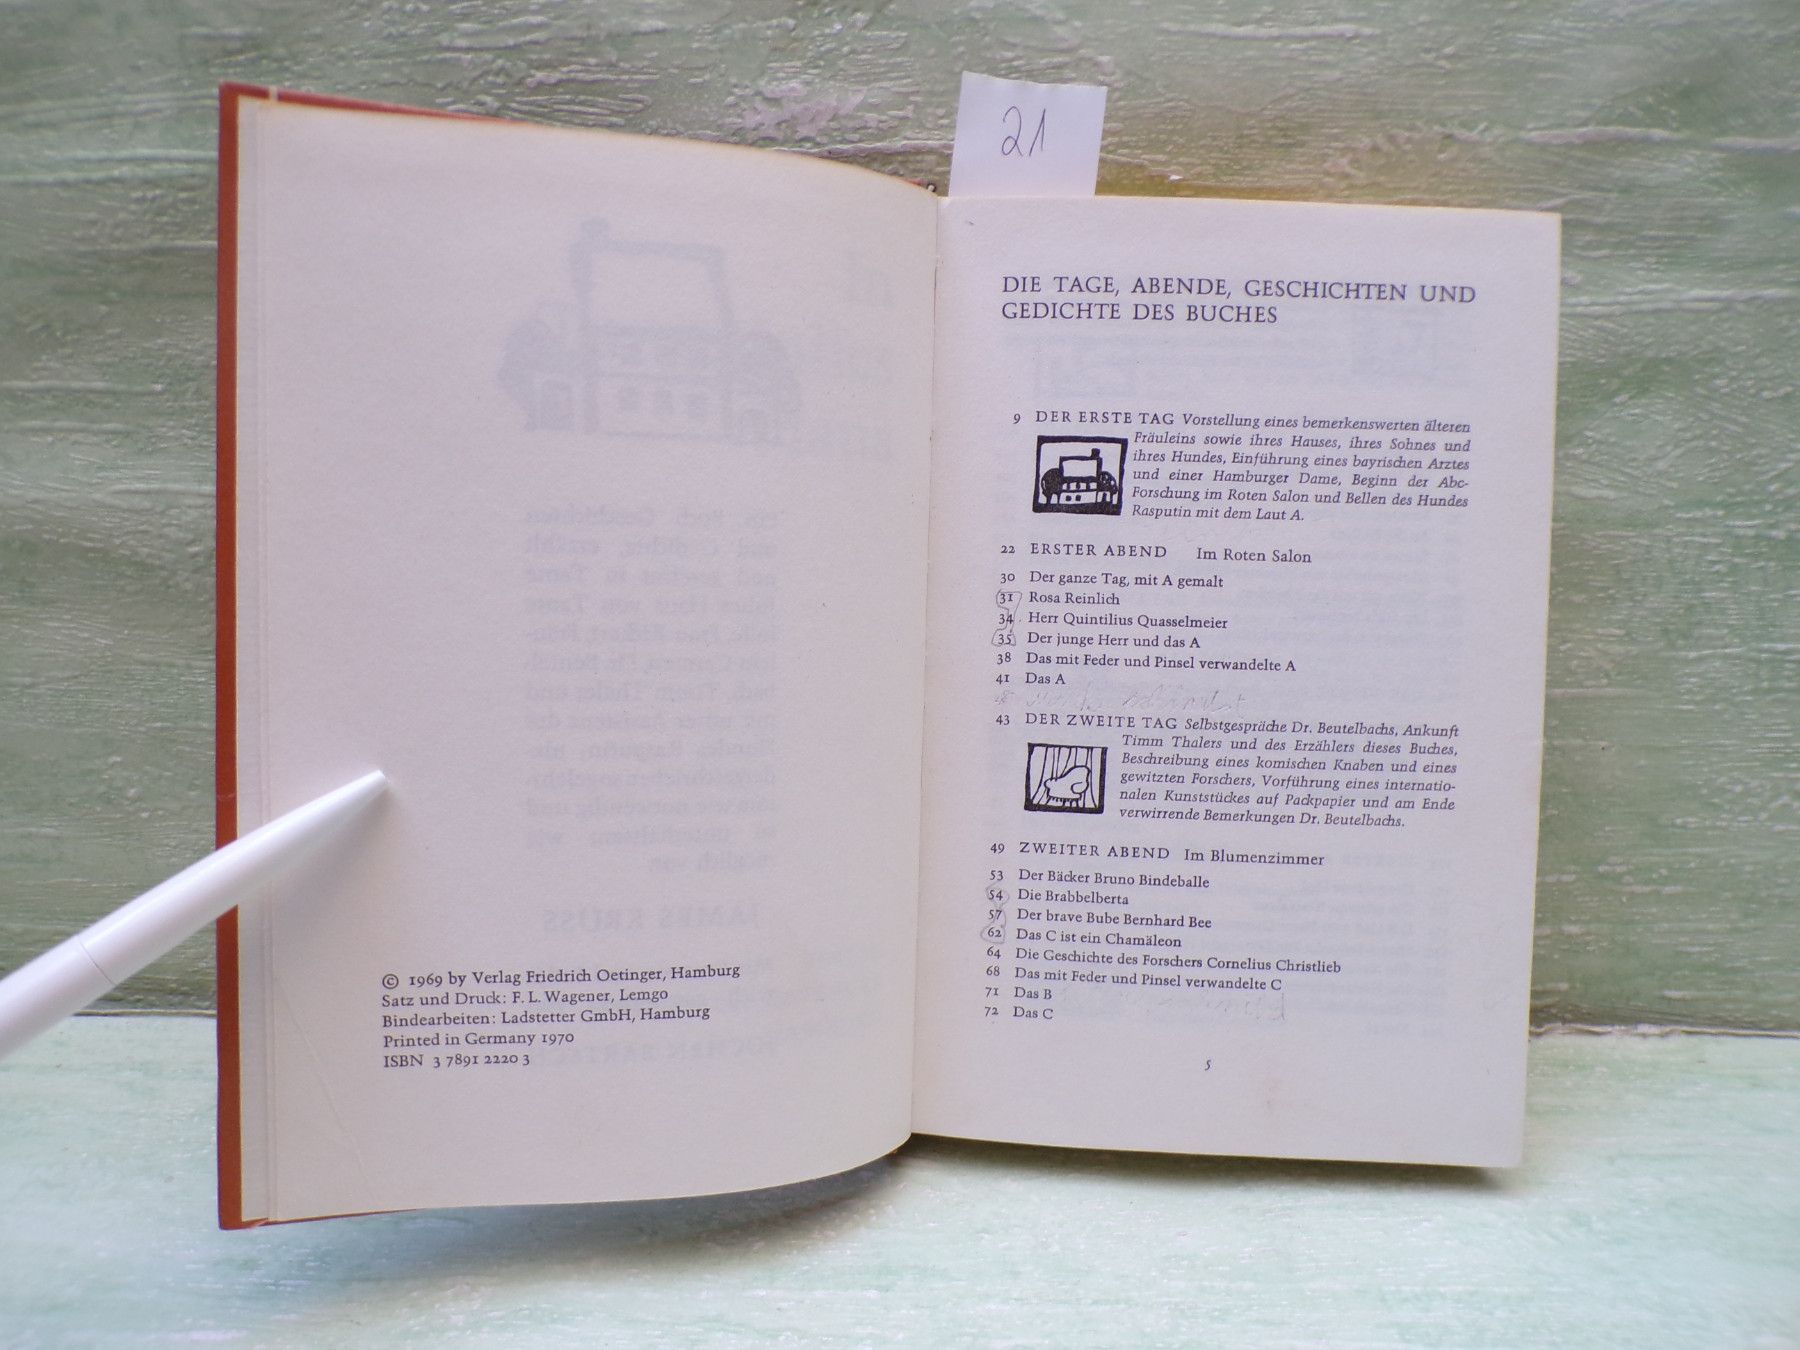 © 1969 by Verlag Friedrich Oetinger, Hamburg
Satz und Druck: F. L. Wagener, Lemgo
Bindearbeiten: Ladstetter GmbH, Hamburg
Printed in Germany 1970
ISBN 3 7891 2220 3
21
DIE TAGE, ABENDE, GESCHICHTEN UND
GEDICHTE DES BUCHES
9 DER ERSTE TAG Vorstellung eines bemerkenswerten älteren
Fräuleins sowie ihres Hauses, ihres Sohnes und
ihres Hundes, Einführung eines bayrischen Arztes
und einer Hamburger Dame, Beginn der Abc-
Forschung im Roten Salon und Bellen des Hundes
Rasputin mit dem Laut A.
22 ERSTER ABEND Im Roten Salon
30 Der ganze Tag, mit A gemalt
31 Rosa Reinlich
34 Herr Quintilius Quasselmeier
35 Der junge Herr und das A
38 Das mit Feder und Pinsel verwandelte A
41 Das A
43 DER ZWEITE TAG Selbstgespräche Dr. Beutelbachs, Ankunft
Timm Thalers und des Erzählers dieses Buches,
Beschreibung eines komischen Knaben und eines
gewitzten Forschers, Vorführung eines internatio-
nalen Kunststückes auf Packpapier und am Ende
verwirrende Bemerkungen Dr. Beutelbachs.
49 ZWEITER ABEND Im Blumenzimmer
53 Der Bäcker Bruno Bindeballe
54 Die Brabbelberta
57 Der brave Bube Bernhard Bee
62 Das C ist ein Chamäleon
64 Die Geschichte des Forschers Cornelius Christlieb
68 Das mit Feder und Pinsel verwandelte C
71 Das B
72 Das C
5